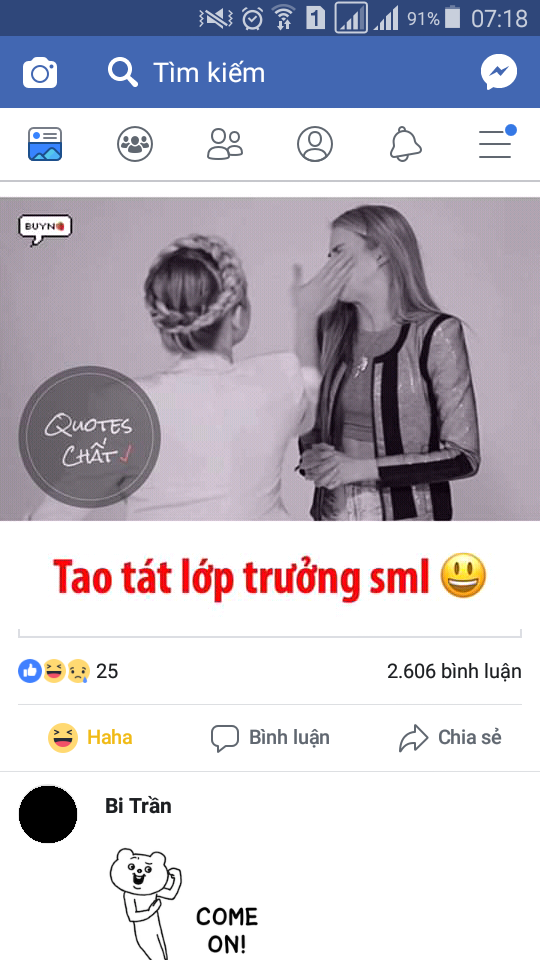 1
91%
07:18
Tìm kiếm
BUYN
QUOTES
CHẤT
Tao tát lớp trưởng sml
25
2.606 bình luận
Haha
Bình luận
Chia sẻ
Bi Trần
COME
ON!